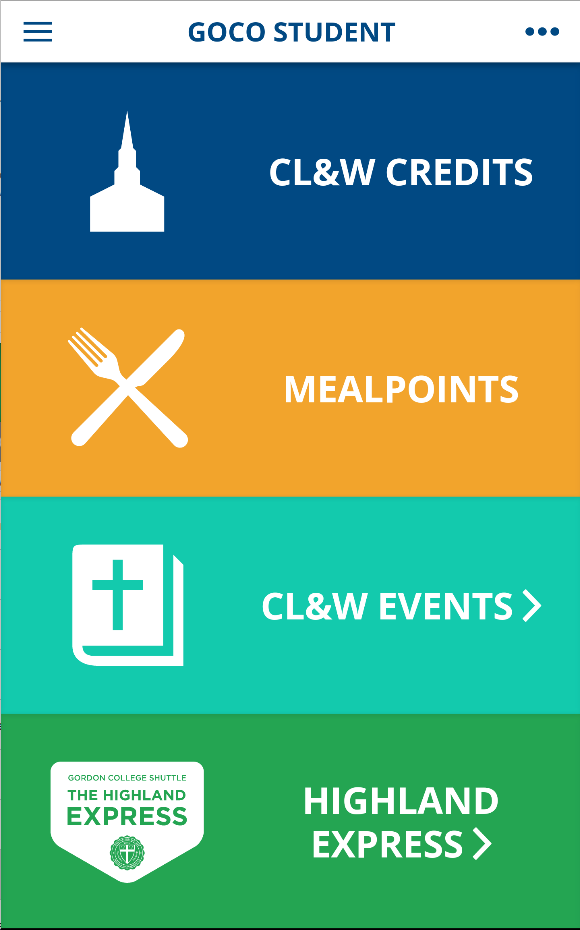 GOCO STUDENT
CL&W CREDITS
MEALPOINTS
CL&W EVENTS
GORDON COLLEGE SHUTTLE
THE HIGHLAND
EXPRESS
HIGHLAND
EXPRESS